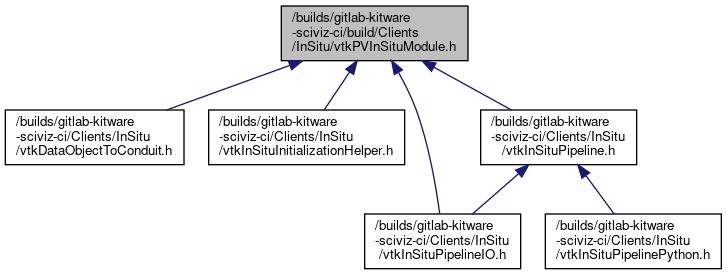 /builds/gitlab-kitware
-sciviz-ci/build/Clients
/InSitu/vtkPVInSituModule.h
/builds/gitlab-kitware
-sciviz-ci/Clients/InSitu
/vtkDataObjectToConduit.h
/builds/gitlab-kitware
-sciviz-ci/Clients/InSitu
/vtkInSituInitializationHelper.h
/builds/gitlab-kitware
-sciviz-ci/Clients/InSitu
/vtkInSituPipeline.h
/builds/gitlab-kitware
-sciviz-ci/Clients/InSitu
/vtkInSituPipelineIO.h
/builds/gitlab-kitware
-sciviz-ci/Clients/InSitu
/vtkInSituPipelinePython.h